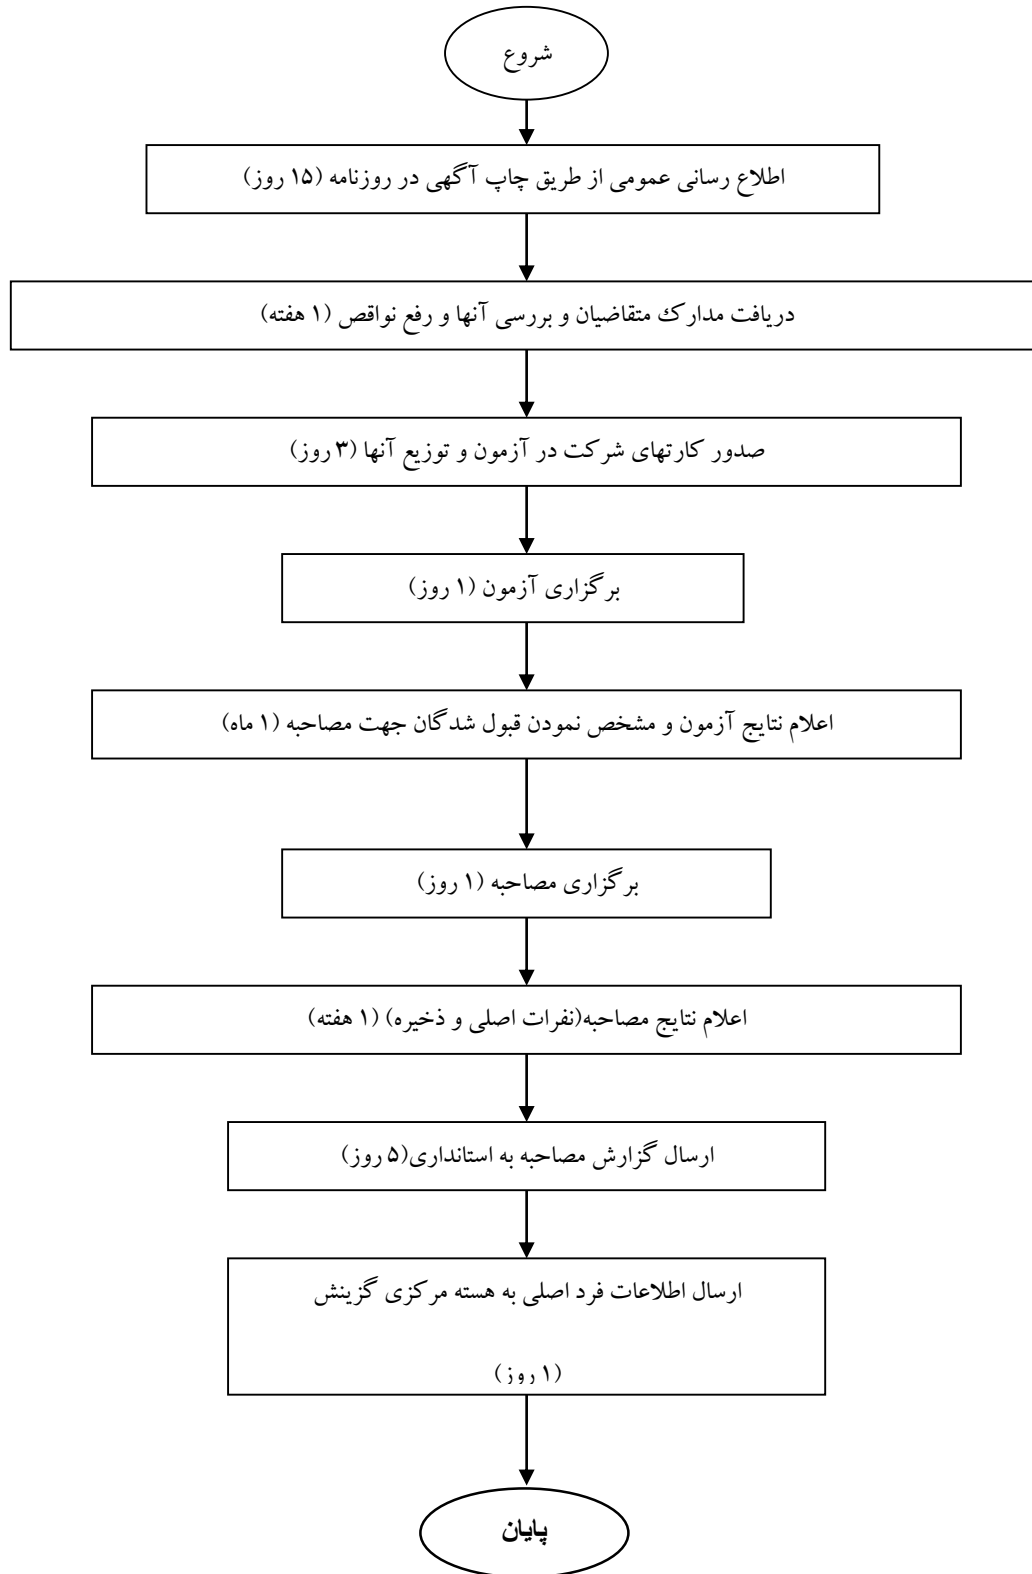 شروع
اطلاع رسانی عمومی از طریق چاپ آگهی در روزنامه (۱۵ روز)
دریافت مدارک متقاضیان و بررسی آنها و رفع نواقص (۱ هفته)
صدور کارتهای شرکت در آزمون و توزیع آنها (۳ روز)
برگزاری آزمون (۱ روز)
اعلام نتایج آزمون و مشخص نمودن قبول شدگان جهت مصاحبه (۱ ماه)
برگزاری مصاحبه (۱ روز)
اعلام نتایج مصاحبه(نفرات اصلی و ذخیره) (۱ هفته)
ارسال گزارش مصاحبه به استانداری(۵ روز)
ارسال اطلاعات فرد اصلی به هسته مرکزی گزینش
(۱ روز)
پایان